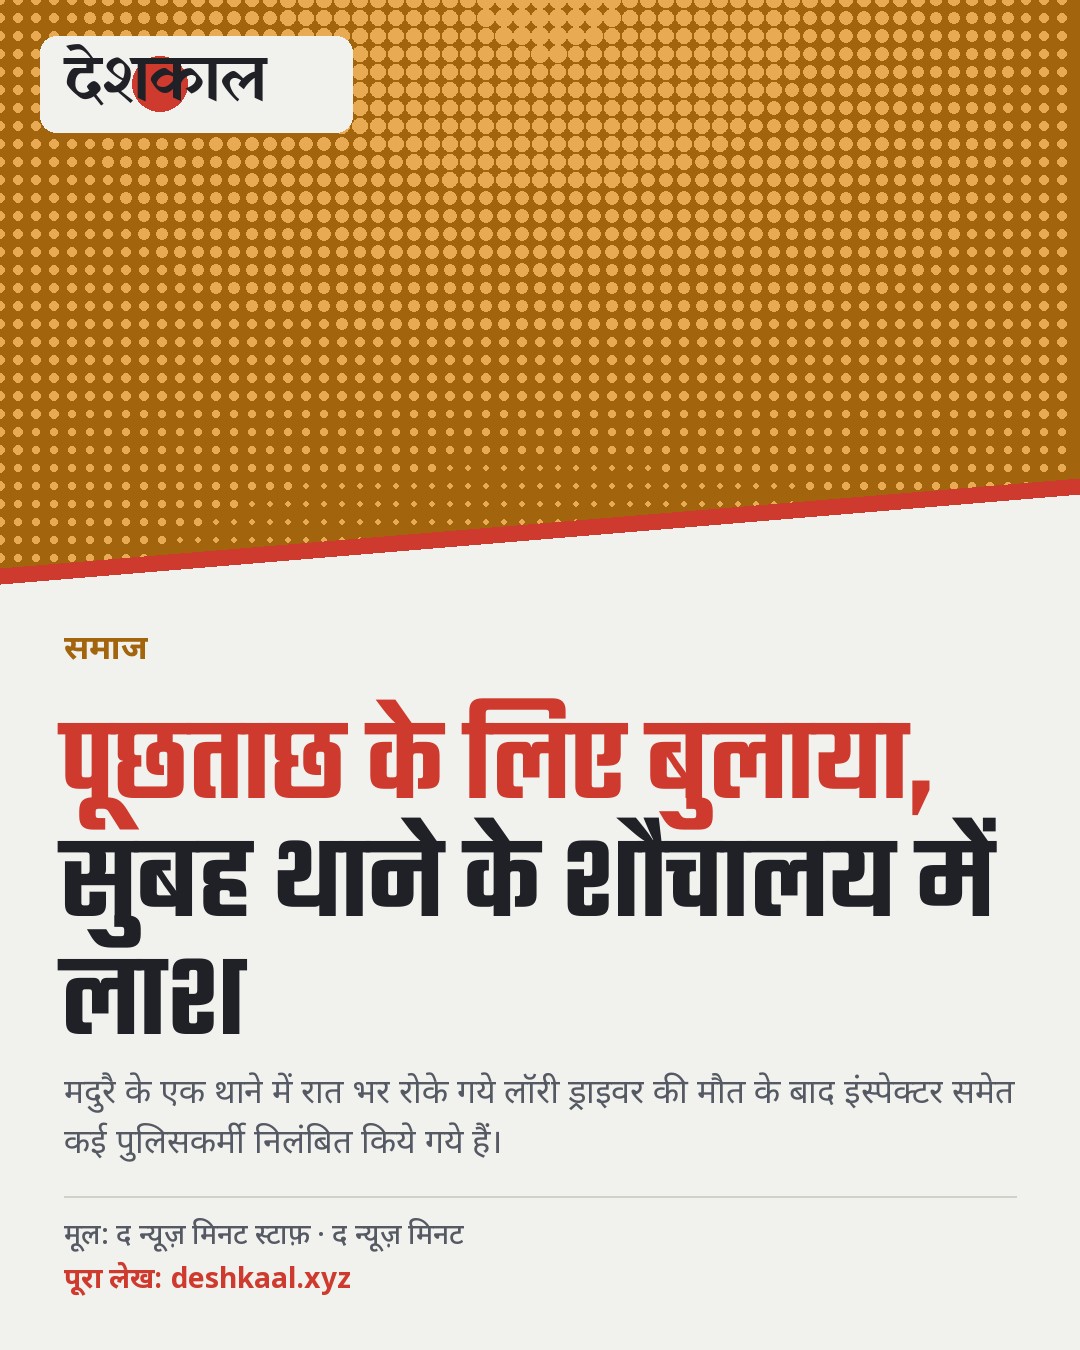 देशकाल
समाज
पूछताछ के लिए बुलाया,
सुबह थाने के शौचालय में
लाश
मदुरै के एक थाने में रात भर रोके गये लॉरी ड्राइवर की मौत के बाद इंस्पेक्टर समेत
कई पुलिसकर्मी निलंबित किये गये हैं।
मूल: द न्यूज़ मिनट स्टाफ़ · द न्यूज़ मिनट
पूरा लेख: deshkaal.xyz